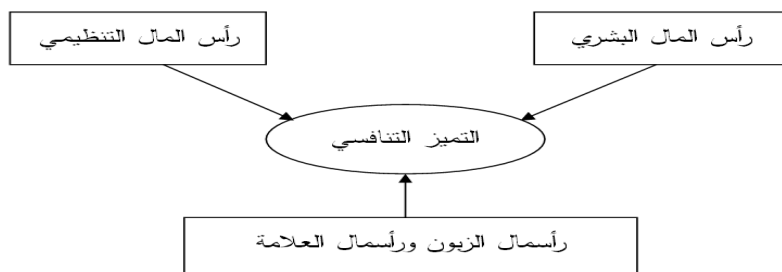 رأس المال البشري
رأس المال التنظيمي
التميز التنافسي
رأسمال الزبون ورأسمال العلامة